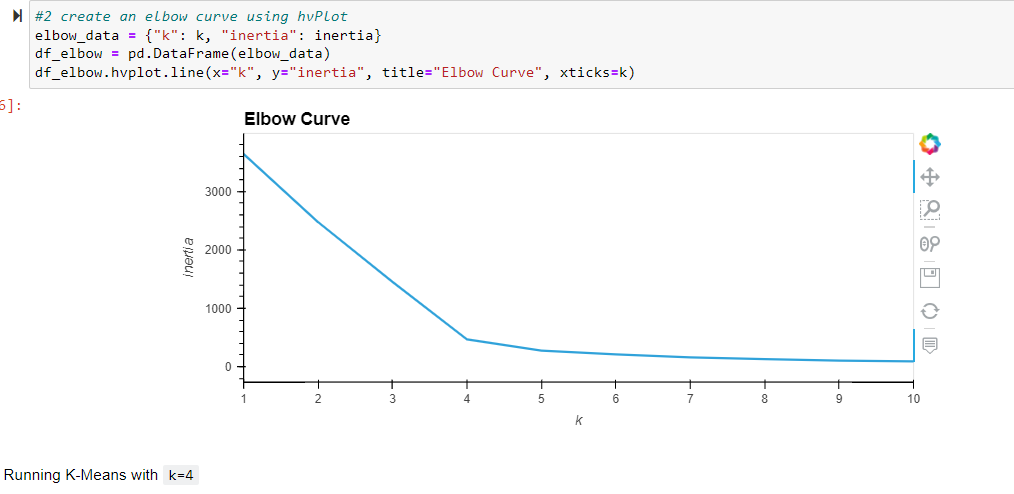 #2 create an elbow curve using hvPlot
elbow_data = {"k": k, "inertia": inertia}
df_elbow = pd.DataFrame(elbow_data)
df_elbow.hvplot.line(x="k", y="inertia", title="Elbow Curve", xticks=k)
6]:
Elbow Curve
3000
2000
1000
0
inertia
1 2 3 4 5 6 7 8 9 10
k
Running K-Means with k=4